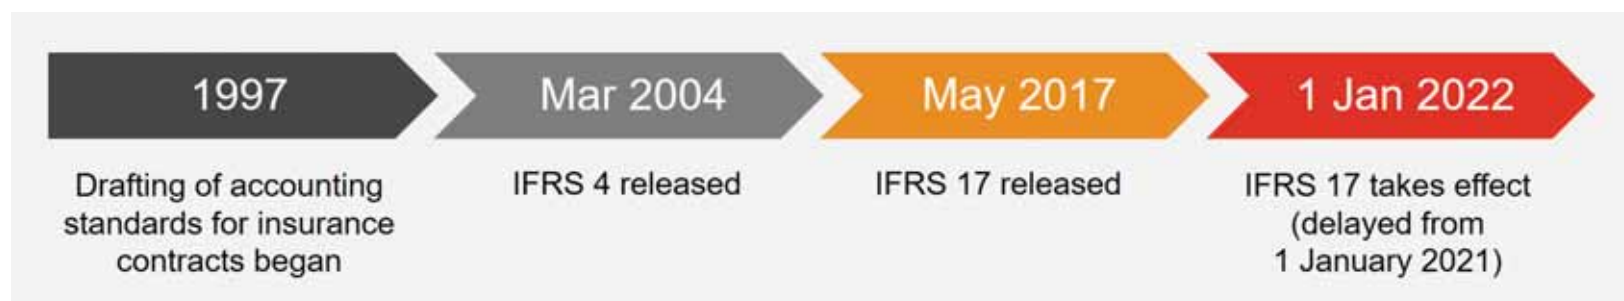 1997
Mar 2004
May 2017
1 Jan 2022
Drafting of accounting
standards for insurance
contracts began
IFRS 4 released
IFRS 17 released
IFRS 17 takes effect
(delayed from
1 January 2021)